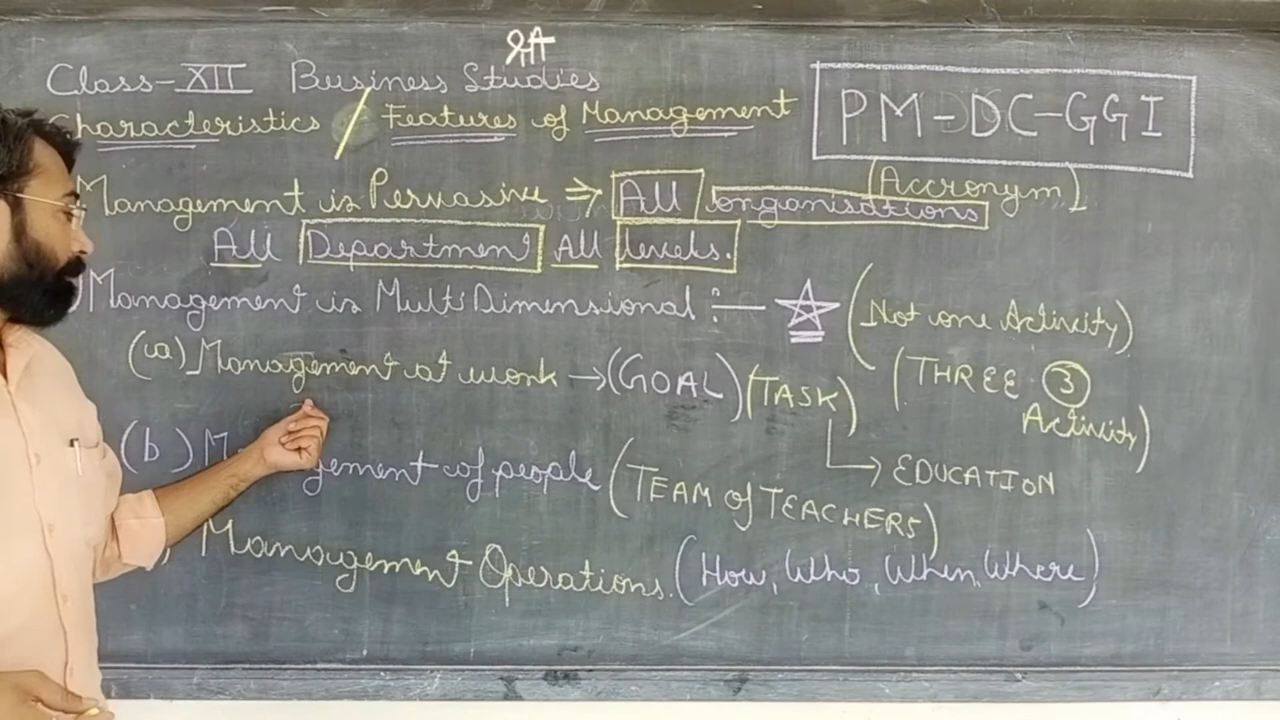 Class-XII Business Studies
PM-DC-GGI
Characteristics / Features of Management
(Accronym)
Management is Pervasive ⇒ All organisations
All Department All levels.
Management is MultiDimensional :— ☆ (Not one Activity)
(a) Management of work →(GOAL) (TASK) (THREE 3 Activity)
→ EDUCATION
(b) Management of people (TEAM of TEACHERS)
Management Operations. (How, Who, When, Where)